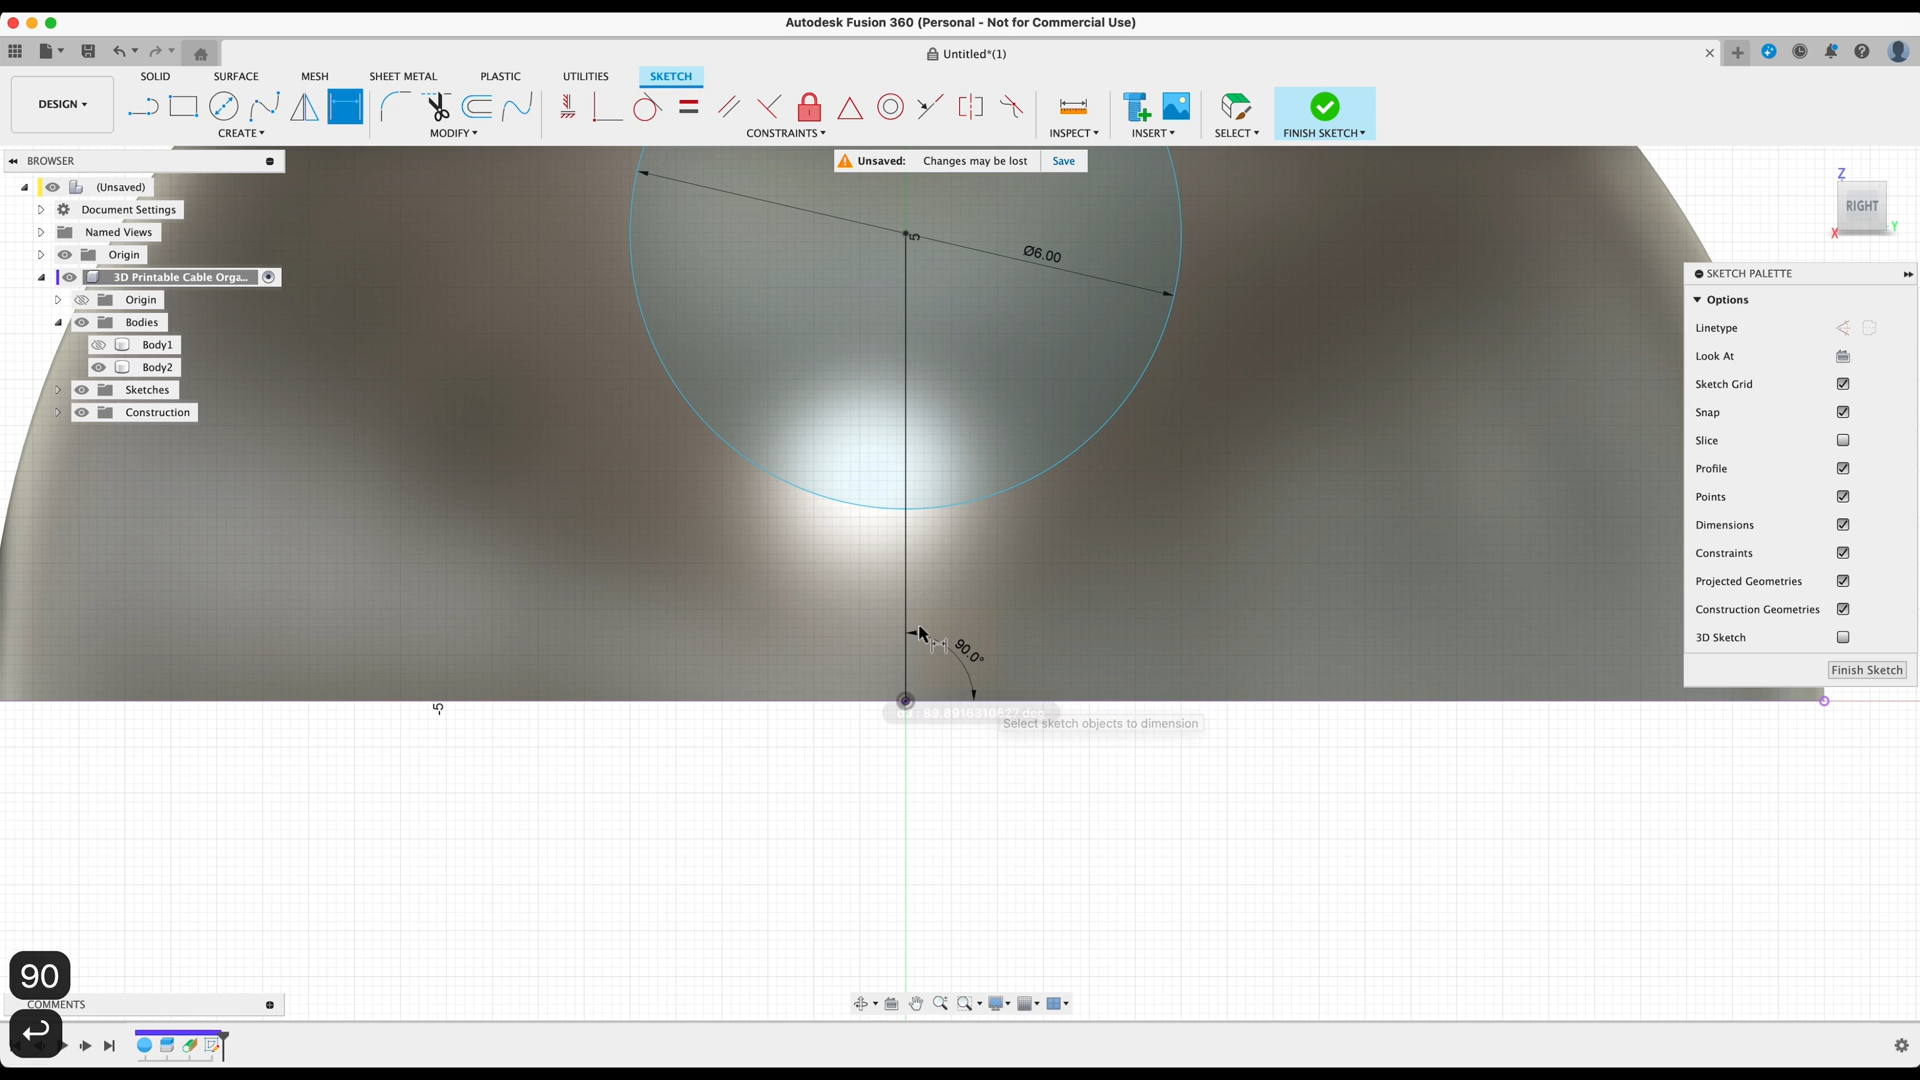 Autodesk Fusion 360 (Personal - Not for Commercial Use)
Untitled*(1)
SOLID SURFACE MESH SHEET METAL PLASTIC UTILITIES SKETCH
DESIGN
CREATE MODIFY CONSTRAINTS INSPECT INSERT SELECT FINISH SKETCH
BROWSER
Unsaved: Changes may be lost Save
(Unsaved)
Document Settings
Named Views
Origin
3D Printable Cable Orga...
Origin
Bodies
Body1
Body2
Sketches
Construction
Z
RIGHT
X
Y
5
Ø6.00
90.0°
-5
Select sketch objects to dimension
SKETCH PALETTE
Options
Linetype
Look At
Sketch Grid
Snap
Slice
Profile
Points
Dimensions
Constraints
Projected Geometries
Construction Geometries
3D Sketch
Finish Sketch
90
COMMENTS